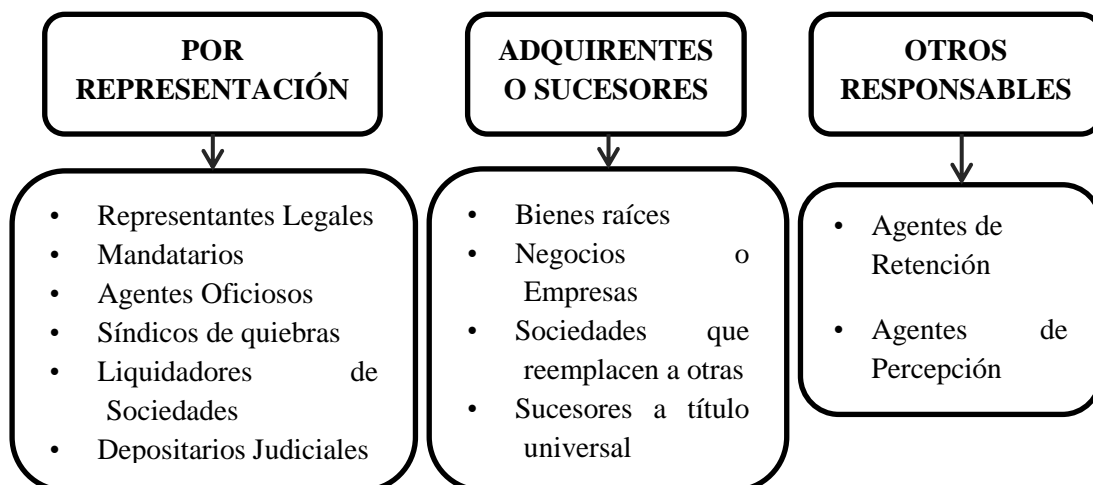 POR
REPRESENTACIÓN
• Representantes Legales
• Mandatarios
• Agentes Oficiosos
• Síndicos de quiebras
• Liquidadores de
Sociedades
• Depositarios Judiciales
ADQUIRENTES
O SUCESORES
• Bienes raíces
• Negocios o
Empresas
• Sociedades que
reemplacen a otras
• Sucesores a título
universal
OTROS
RESPONSABLES
• Agentes de
Retención
• Agentes de
Percepción